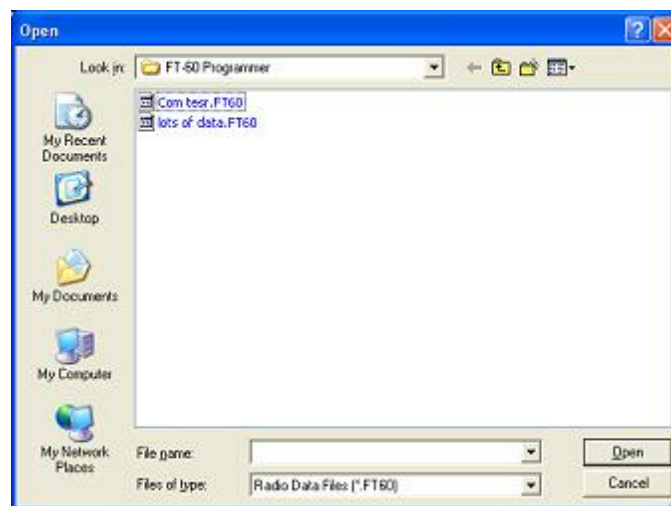 Open
Look in: FT-60 Programmer
Com tesr.FT60
lots of data.FT60
My Recent
Documents
Desktop
My Documents
My Computer
My Network
Places
File name:
Open
Files of type: Radio Data Files (*.FT60)
Cancel